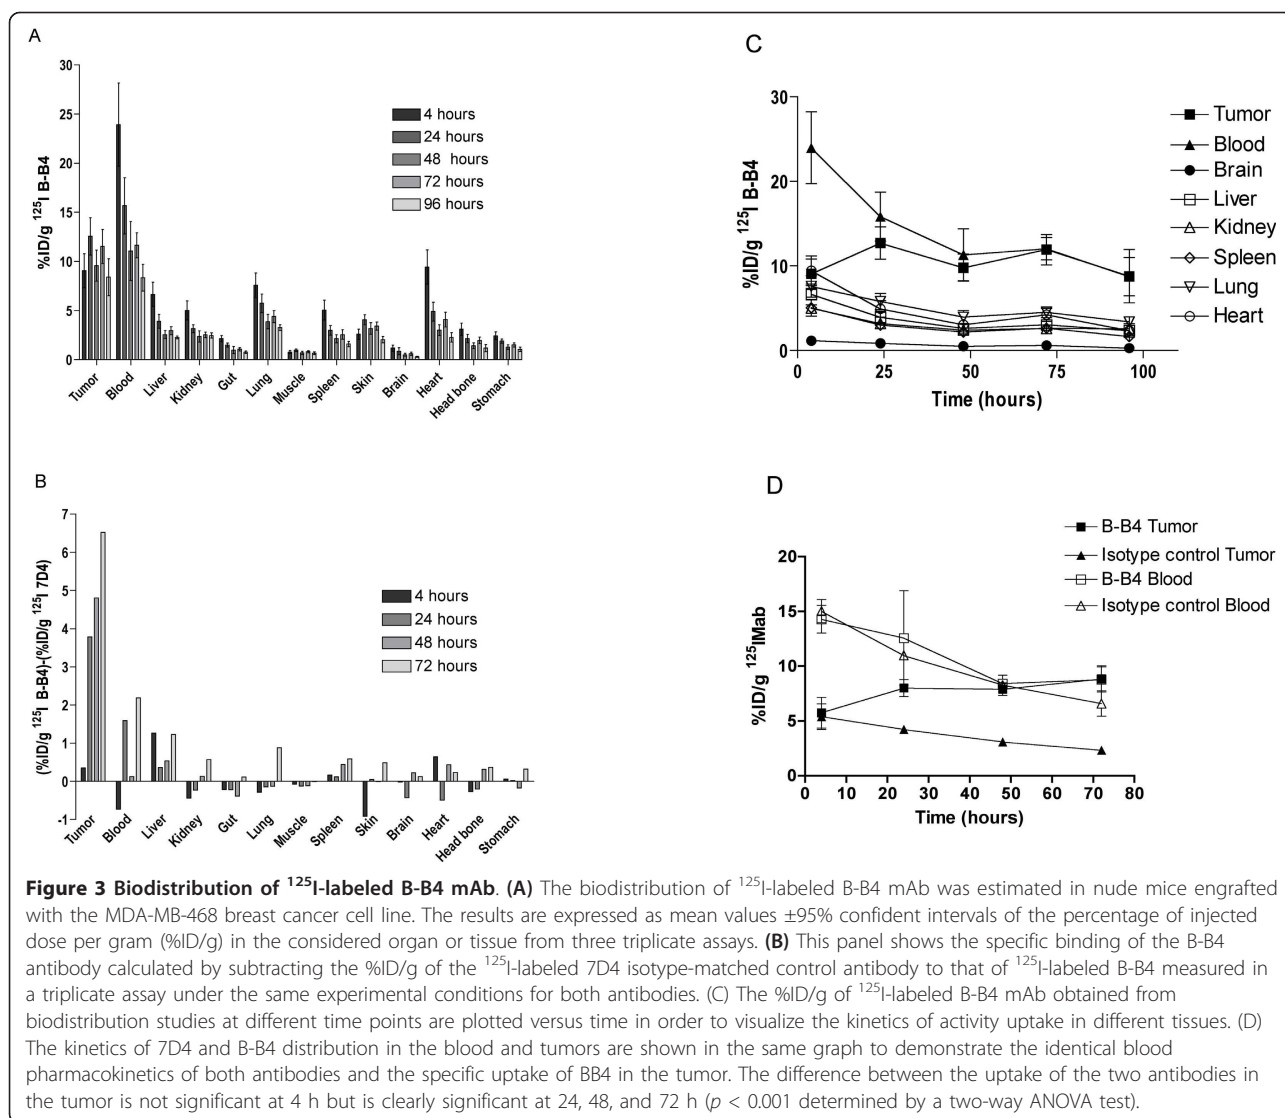 A
30
25
20
15
10
5
0
%ID/g ¹²⁵I B-B4
4 hours
24 hours
48 hours
72 hours
96 hours
Tumor
Blood
Liver
Kidney
Gut
Lung
Muscle
Spleen
Skin
Brain
Heart
Head bone
Stomach
C
30
20
10
0
%ID/g ¹²⁵I B-B4
0 25 50 75 100
Time (hours)
Tumor
Blood
Brain
Liver
Kidney
Spleen
Lung
Heart
B
7
6
5
4
3
2
1
0
-1
(%ID/g ¹²⁵I B-B4)-(%ID/g ¹²⁵I 7D4)
4 hours
24 hours
48 hours
72 hours
Tumor
Blood
Liver
Kidney
Gut
Lung
Muscle
Spleen
Skin
Brain
Heart
Head bone
Stomach
D
20
15
10
5
0
%ID/g ¹²⁵IMab
0 10 20 30 40 50 60 70 80
Time (hours)
B-B4 Tumor
Isotype control Tumor
B-B4 Blood
Isotype control Blood
Figure 3 Biodistribution of ¹²⁵I-labeled B-B4 mAb. (A) The biodistribution of ¹²⁵I-labeled B-B4 mAb was estimated in nude mice engrafted
with the MDA-MB-468 breast cancer cell line. The results are expressed as mean values ±95% confident intervals of the percentage of injected
dose per gram (%ID/g) in the considered organ or tissue from three triplicate assays. (B) This panel shows the specific binding of the B-B4
antibody calculated by subtracting the %ID/g of the ¹²⁵I-labeled 7D4 isotype-matched control antibody to that of ¹²⁵I-labeled B-B4 measured in
a triplicate assay under the same experimental conditions for both antibodies. (C) The %ID/g of ¹²⁵I-labeled B-B4 mAb obtained from
biodistribution studies at different time points are plotted versus time in order to visualize the kinetics of activity uptake in different tissues. (D)
The kinetics of 7D4 and B-B4 distribution in the blood and tumors are shown in the same graph to demonstrate the identical blood
pharmacokinetics of both antibodies and the specific uptake of BB4 in the tumor. The difference between the uptake of the two antibodies in
the tumor is not significant at 4 h but is clearly significant at 24, 48, and 72 h (p < 0.001 determined by a two-way ANOVA test).